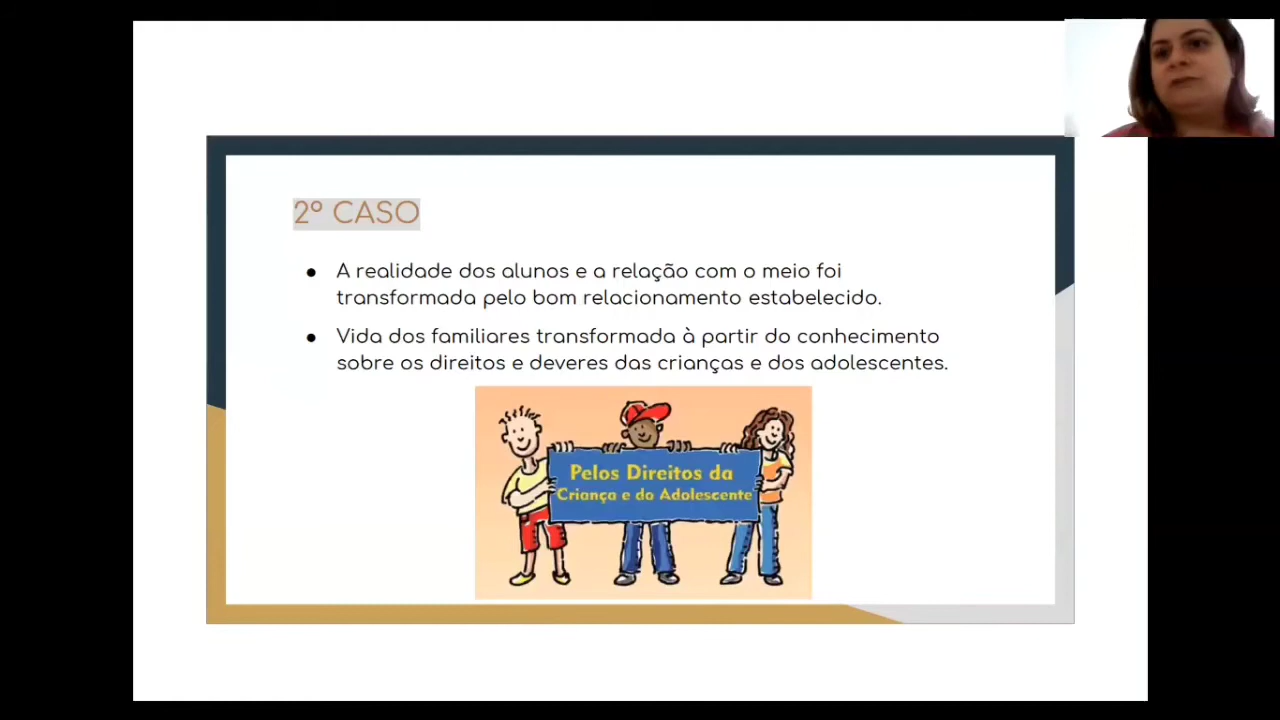 2º CASO
● A realidade dos alunos e a relação com o meio foi
transformada pelo bom relacionamento estabelecido.
● Vida dos familiares transformada à partir do conhecimento
sobre os direitos e deveres das crianças e dos adolescentes.
Pelos Direitos da
Criança e do Adolescente